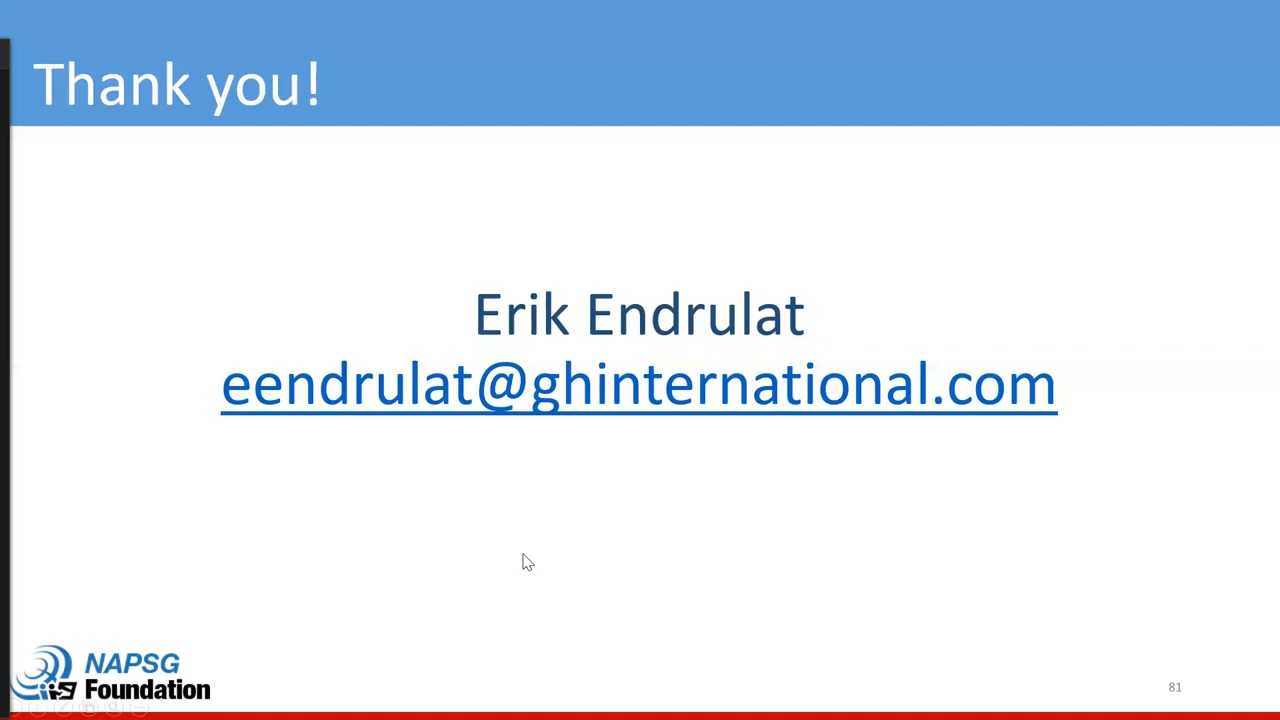 Thank you!
Erik Endrulat
eendrulat@ghinternational.com
NAPSG
Foundation
81